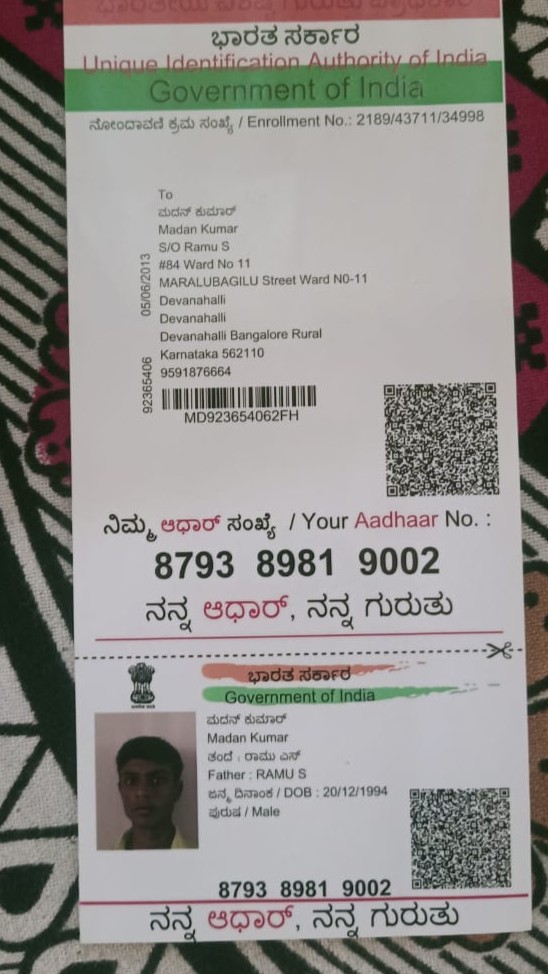 ಭಾರತೀಯ ವಿಶಿಷ್ಟ ಗುರುತು ಪ್ರಾಧಿಕಾರ
ಭಾರತ ಸರ್ಕಾರ
Unique Identification Authority of India
Government of India
ನೋಂದಾವಣಿ ಕ್ರಮ ಸಂಖ್ಯೆ / Enrollment No.: 2189/43711/34998
To
ಮದನ್ ಕುಮಾರ್
Madan Kumar
S/O Ramu S
#84 Ward No 11
MARALUBAGILU Street Ward N0-11
Devanahalli
Devanahalli
Devanahalli Bangalore Rural
Karnataka 562110
9591876664
05/06/2013
92365406
MD923654062FH
ನಿಮ್ಮ ಆಧಾರ್ ಸಂಖ್ಯೆ / Your Aadhaar No. :
8793 8981 9002
ನನ್ನ ಆಧಾರ್, ನನ್ನ ಗುರುತು
ಭಾರತ ಸರ್ಕಾರ
Government of India
ಮದನ್ ಕುಮಾರ್
Madan Kumar
ತಂದೆ : ರಾಮು ಎಸ್
Father : RAMU S
ಜನ್ಮ ದಿನಾಂಕ / DOB : 20/12/1994
ಪುರುಷ / Male
8793 8981 9002
ನನ್ನ ಆಧಾರ್, ನನ್ನ ಗುರುತು